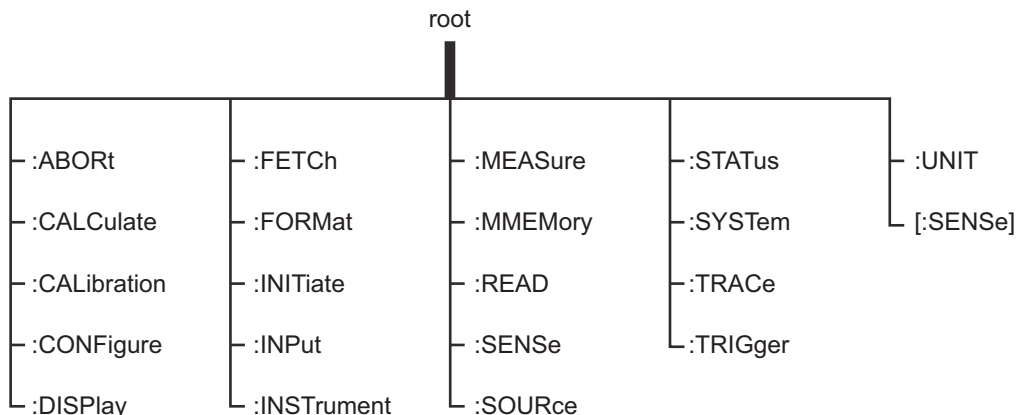 root
:ABORt
:CALCulate
:CALibration
:CONFigure
:DISPlay
:FETCh
:FORMat
:INITiate
:INPut
:INSTrument
:MEASure
:MMEMory
:READ
:SENSe
:SOURce
:STATus
:SYSTem
:TRACe
:TRIGger
:UNIT
[:SENSe]